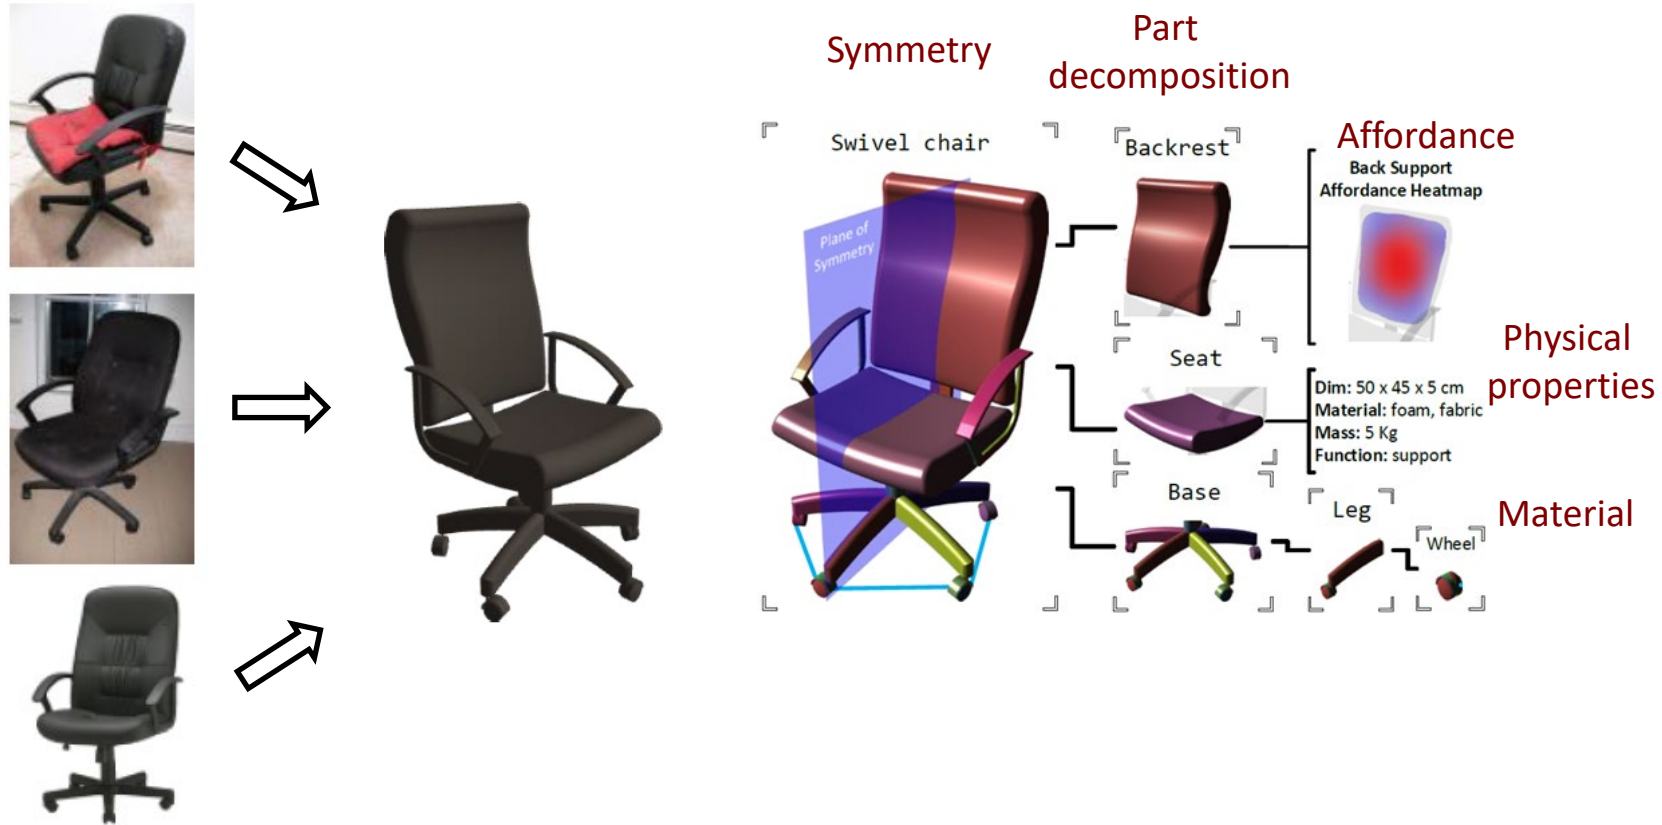 Symmetry
Part
decomposition
Swivel chair
Plane of
Symmetry
Backrest
Affordance
Back Support
Affordance Heatmap
Seat
Physical
properties
Dim: 50 x 45 x 5 cm
Material: foam, fabric
Mass: 5 Kg
Function: support
Base
Leg
Wheel
Material